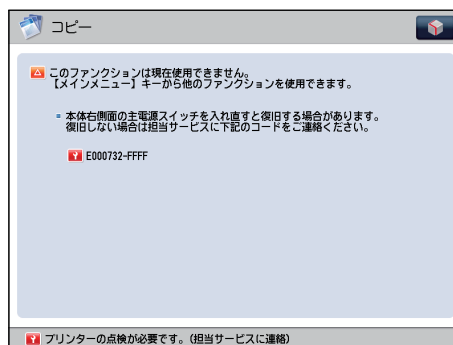 コピー
このファンクションは現在使用できません。
【メインメニュー】キーから他のファンクションを使用できます。
本体右側面の主電源スイッチを入れ直すと復旧する場合があります。
復旧しない場合は担当サービスに下記のコードをご連絡ください。
E000732-FFFF
プリンターの点検が必要です。(担当サービスに連絡)